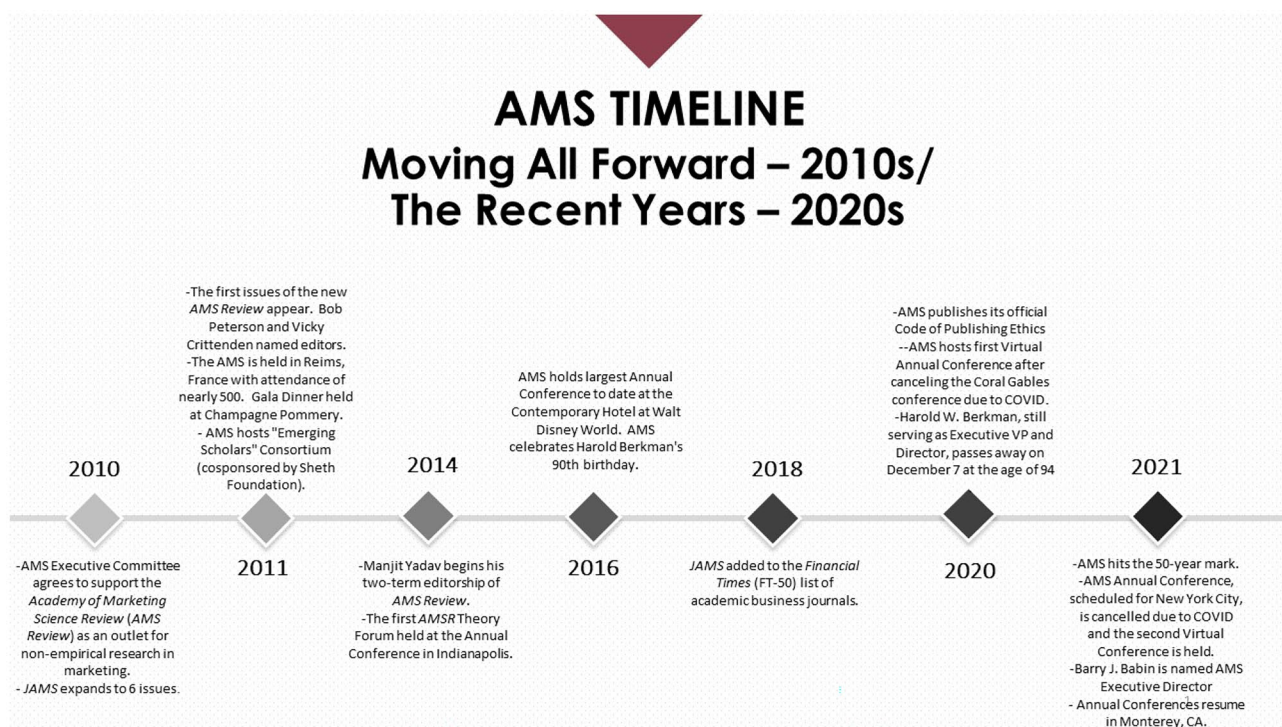 AMS TIMELINE
Moving All Forward – 2010s/
The Recent Years – 2020s
2010
-AMS Executive Committee
agrees to support the
Academy of Marketing
Science Review (AMS
Review) as an outlet for
non-empirical research in
marketing.
- JAMS expands to 6 issues.
-The first issues of the new
AMS Review appear. Bob
Peterson and Vicky
Crittenden named editors.
-The AMS is held in Reims,
France with attendance of
nearly 500. Gala Dinner held
at Champagne Pommery.
- AMS hosts "Emerging
Scholars" Consortium
(cosponsored by Sheth
Foundation).
2011
2014
-Manjit Yadav begins his
two-term editorship of
AMS Review.
-The first AMSR Theory
Forum held at the Annual
Conference in Indianapolis.
AMS holds largest Annual
Conference to date at the
Contemporary Hotel at Walt
Disney World. AMS
celebrates Harold Berkman's
90th birthday.
2016
2018
JAMS added to the Financial
Times (FT-50) list of
academic business journals.
-AMS publishes its official
Code of Publishing Ethics
--AMS hosts first Virtual
Annual Conference after
canceling the Coral Gables
conference due to COVID.
-Harold W. Berkman, still
serving as Executive VP and
Director, passes away on
December 7 at the age of 94
2020
2021
-AMS hits the 50-year mark.
-AMS Annual Conference,
scheduled for New York City,
is cancelled due to COVID
and the second Virtual
Conference is held.
-Barry J. Babin is named AMS
Executive Director
- Annual Conferences resume
in Monterey, CA.